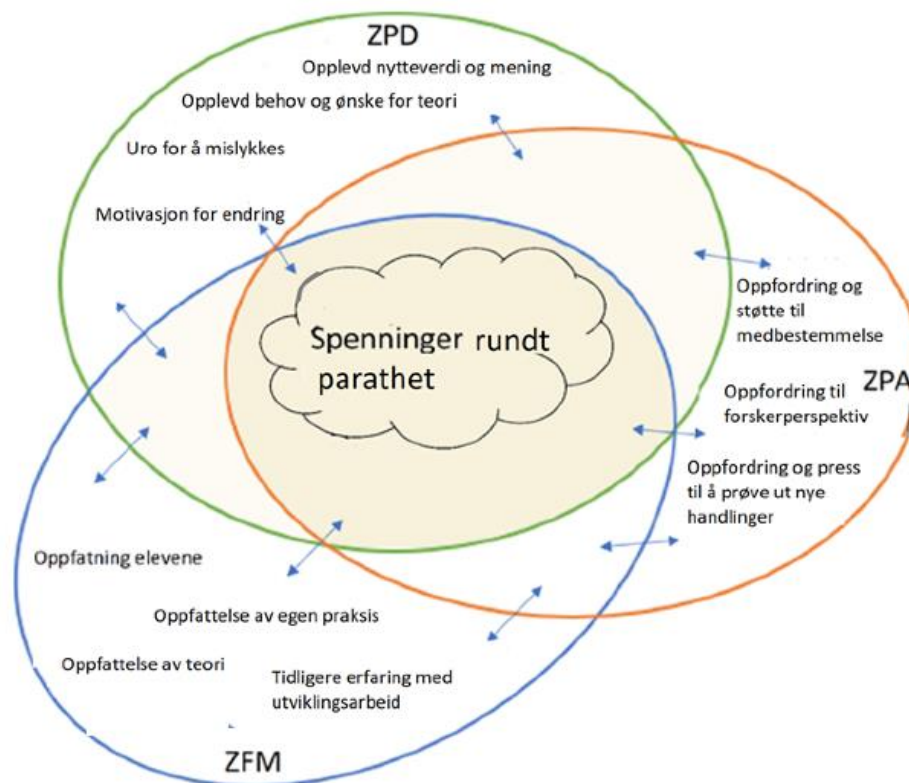 ZPD
Opplevd nytteverdi og mening
Opplevd behov og ønske for teori
Uro for å mislykkes
Motivasjon for endring
Spenninger rundt
parathet
Oppfordring og
støtte til
medbestemmelse
ZPA
Oppfordring til
forskerperspektiv
Oppfordring og press
til å prøve ut nye
handlinger
Oppfatning elevene
Oppfattelse av egen praksis
Oppfattelse av teori
Tidligere erfaring med
utviklingsarbeid
ZFM